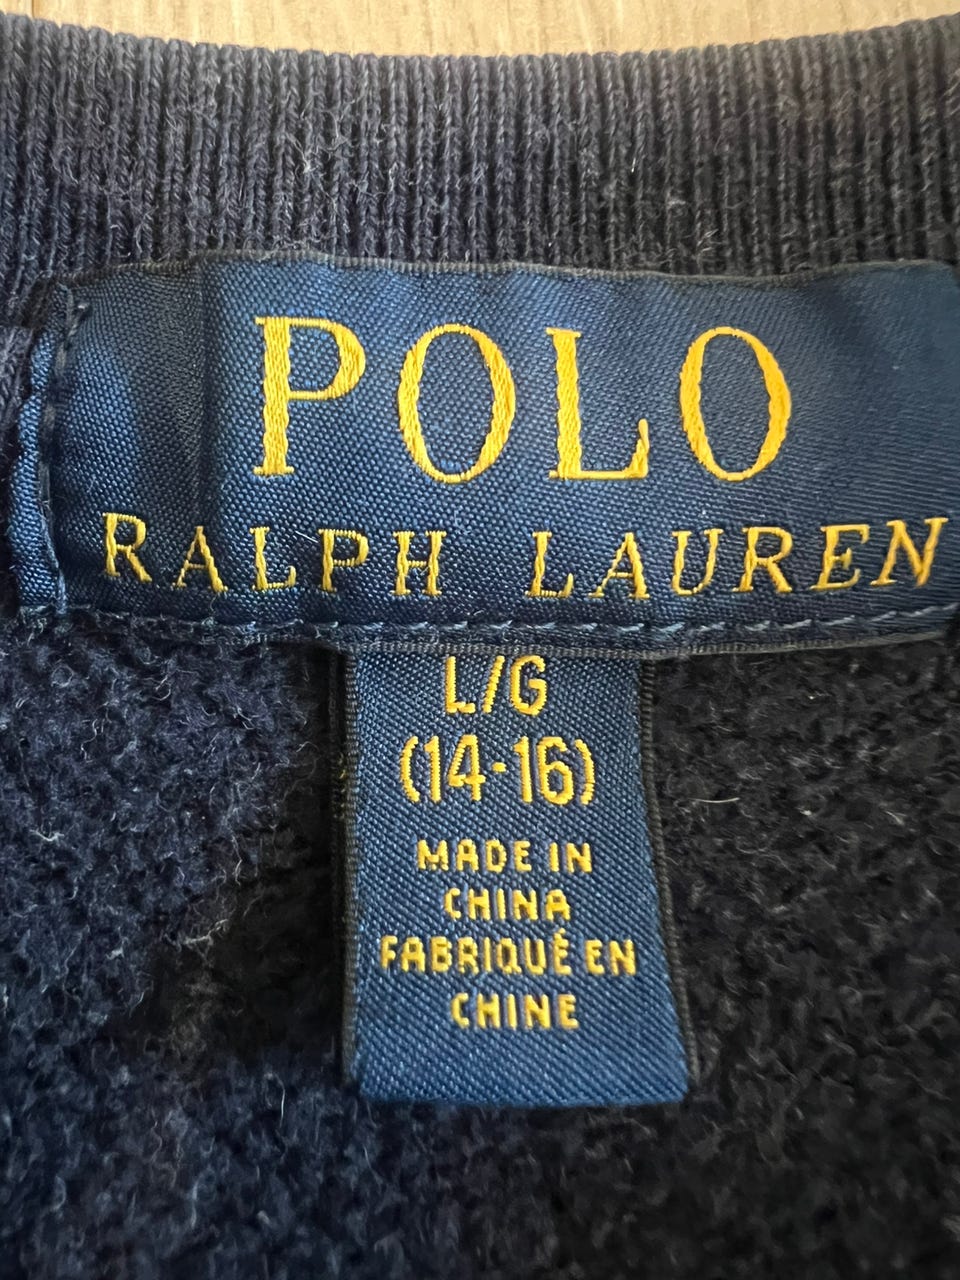 POLO
RALPH LAUREN
L/G
(14-16)
MADE IN
CHINA
FABRIQUÉ EN
CHINE